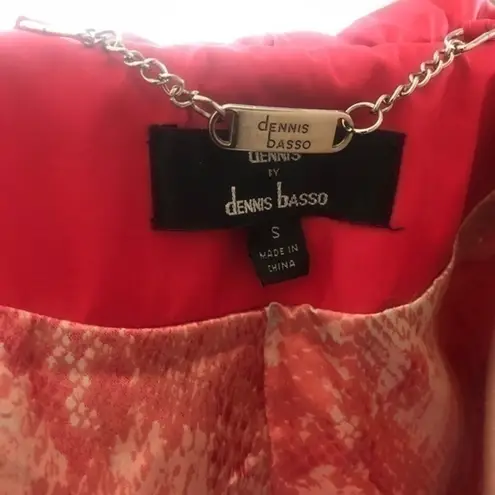 dENNIS
bASSO
dENNIS
BY
dENNIS bASSO
S
MADE IN
CHINA